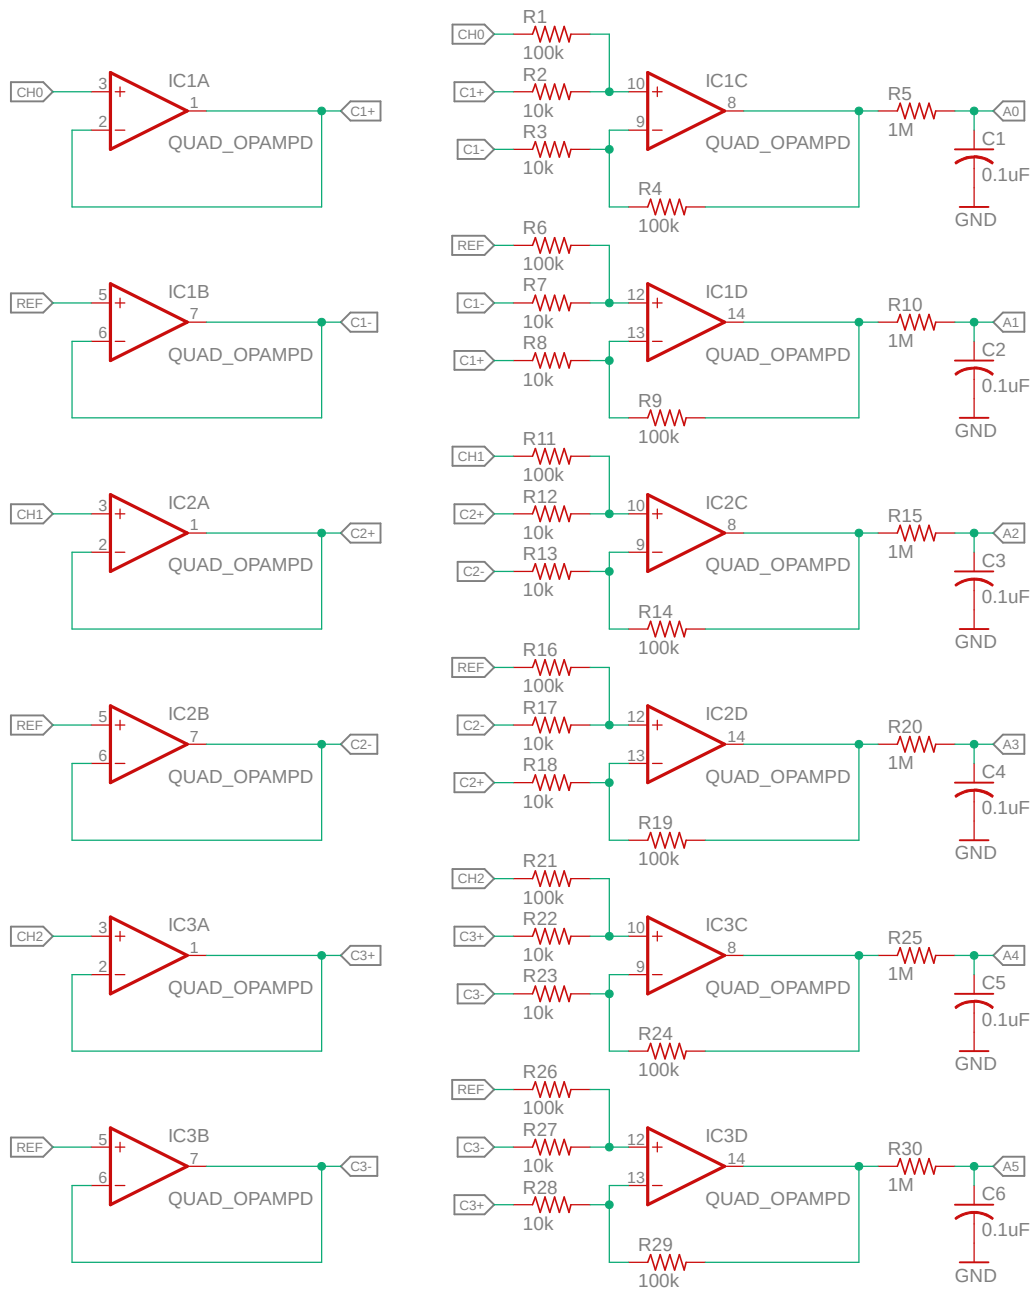 CH0
3
2
IC1A
1
QUAD_OPAMPD
C1+
CH0
R1
100k
C1+
R2
10k
C1-
R3
10k
10
9
IC1C
8
QUAD_OPAMPD
R4
100k
R5
1M
A0
C1
0.1uF
GND
REF
5
6
IC1B
7
QUAD_OPAMPD
C1-
REF
R6
100k
C1-
R7
10k
C1+
R8
10k
12
13
IC1D
14
QUAD_OPAMPD
R9
100k
R10
1M
A1
C2
0.1uF
GND
CH1
3
2
IC2A
1
QUAD_OPAMPD
C2+
CH1
R11
100k
C2+
R12
10k
C2-
R13
10k
10
9
IC2C
8
QUAD_OPAMPD
R14
100k
R15
1M
A2
C3
0.1uF
GND
REF
5
6
IC2B
7
QUAD_OPAMPD
C2-
REF
R16
100k
C2-
R17
10k
C2+
R18
10k
12
13
IC2D
14
QUAD_OPAMPD
R19
100k
R20
1M
A3
C4
0.1uF
GND
CH2
3
2
IC3A
1
QUAD_OPAMPD
C3+
CH2
R21
100k
C3+
R22
10k
C3-
R23
10k
10
9
IC3C
8
QUAD_OPAMPD
R24
100k
R25
1M
A4
C5
0.1uF
GND
REF
5
6
IC3B
7
QUAD_OPAMPD
C3-
REF
R26
100k
C3-
R27
10k
C3+
R28
10k
12
13
IC3D
14
QUAD_OPAMPD
R29
100k
R30
1M
A5
C6
0.1uF
GND